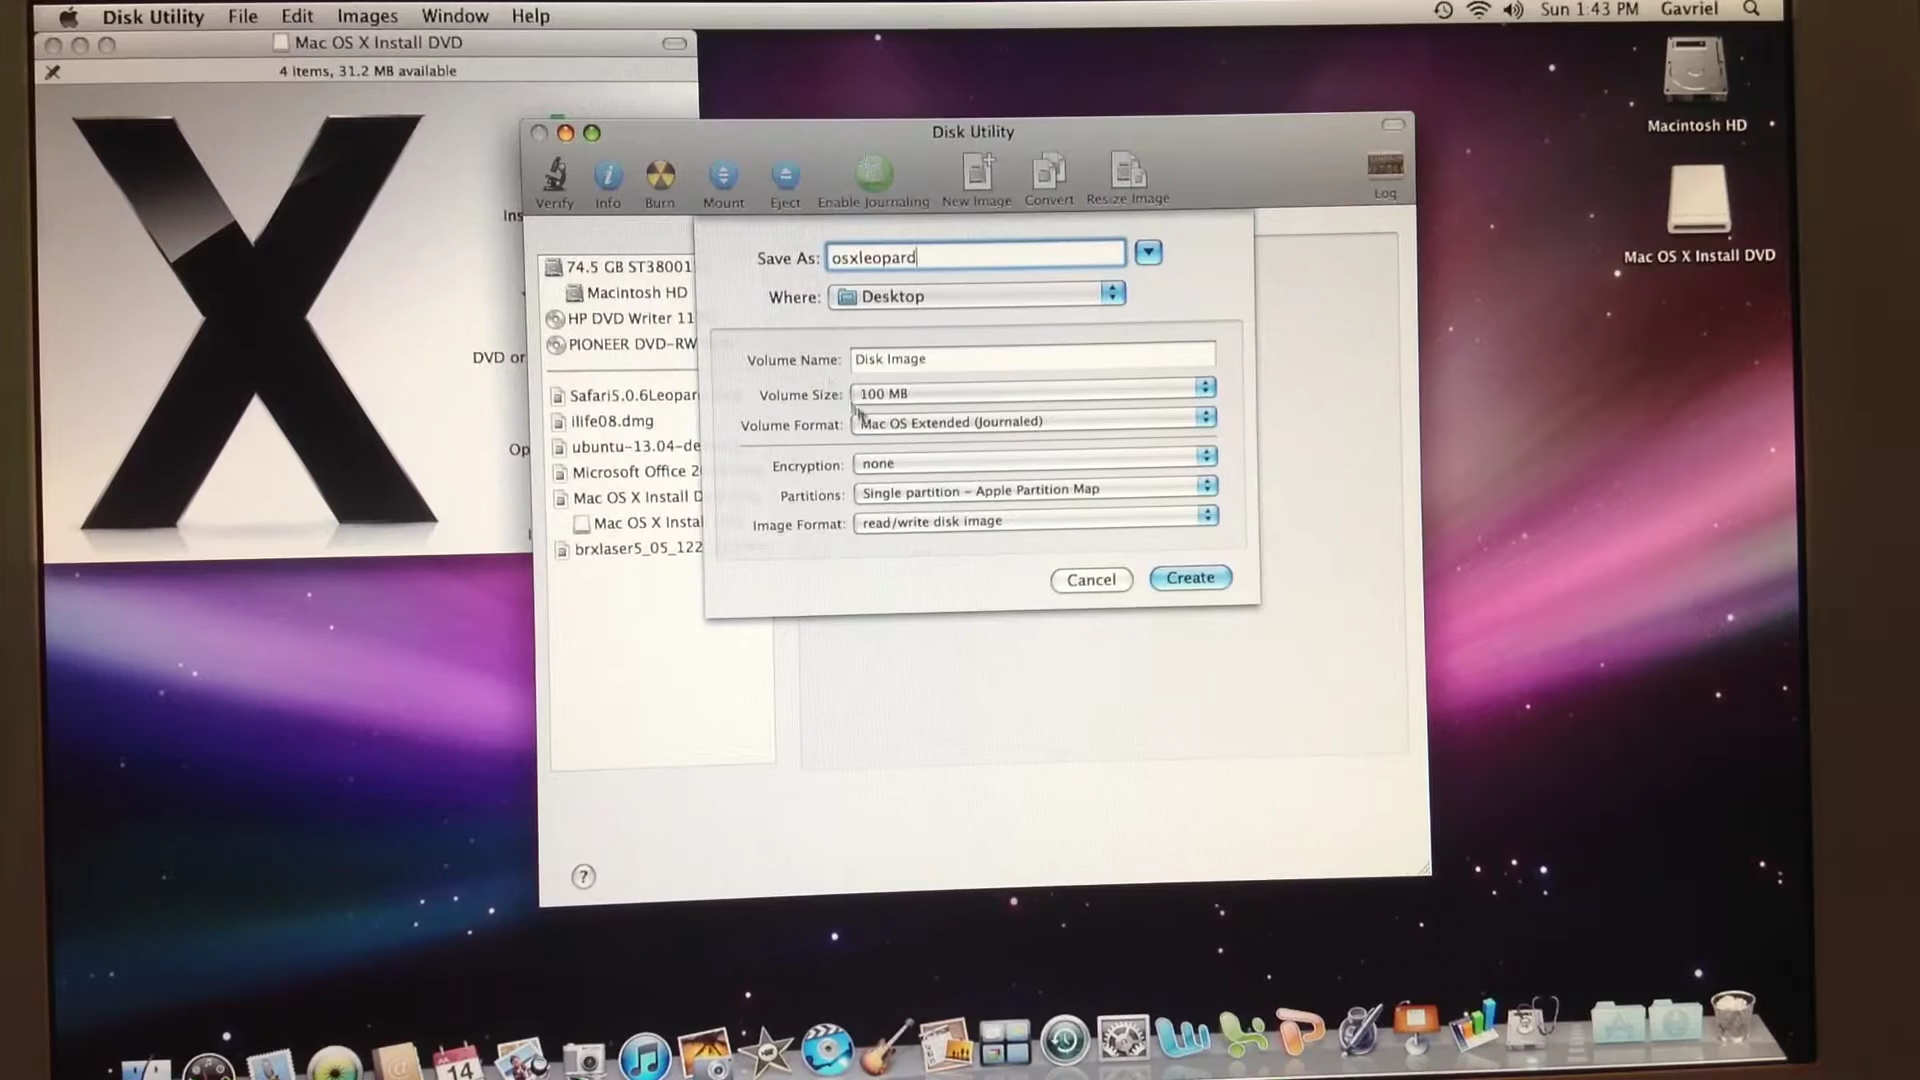 Disk Utility File Edit Images Window Help Sun 1:43 PM Gavriel
Mac OS X Install DVD
4 items, 31.2 MB available
Macintosh HD
Mac OS X Install DVD
Ins
DVD or
Op
Disk Utility
Verify Info Burn Mount Eject Enable Journaling New Image Convert Resize Image Log
74.5 GB ST38001
Macintosh HD
HP DVD Writer 11
PIONEER DVD-RW
Safari5.0.6Leopar
ilife08.dmg
ubuntu-13.04-de
Microsoft Office 2
Mac OS X Install D
Mac OS X Insta
brxlaser5_05_122
Save As: osxleopard
Where: Desktop
Volume Name: Disk Image
Volume Size: 100 MB
Volume Format: Mac OS Extended (Journaled)
Encryption: none
Partitions: Single partition – Apple Partition Map
Image Format: read/write disk image
Cancel Create
?
14